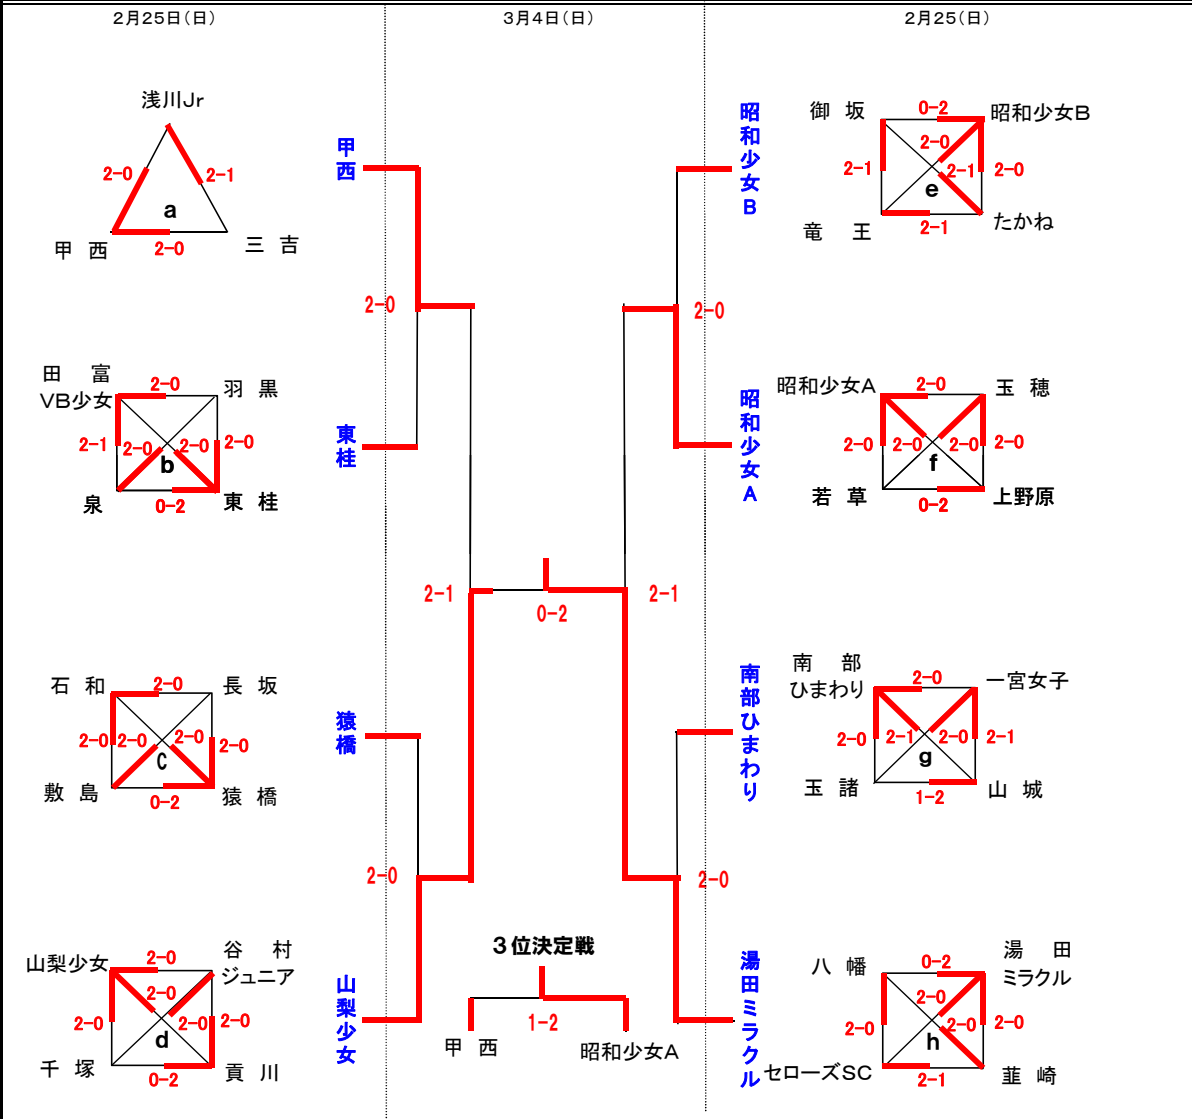 2月25日(日)
3月4日(日)
2月25(日)
浅川Jr
2-0
2-1
a
甲 西
2-0
三 吉
田 富
VB少女
2-0
羽 黒
2-1
2-0
2-0
2-0
b
泉
0-2
東 桂
石 和
2-0
長 坂
2-0
2-0
2-0
2-0
C
敷 島
0-2
猿 橋
山梨少女
2-0
谷 村
ジュニア
2-0
2-0
2-0
2-0
d
千 塚
0-2
貢 川
甲西
2-0
東桂
2-1
猿橋
2-0
山梨少女
0-2
3位決定戦
1-2
甲 西
昭和少女A
昭和少女B
2-0
昭和少女A
2-1
南部ひまわり
2-0
湯田ミラクル
御 坂
0-2
昭和少女B
2-0
2-1
2-1
2-0
e
竜 王
2-1
たかね
昭和少女A
2-0
玉 穂
2-0
2-0
2-0
2-0
f
若 草
0-2
上野原
南 部
ひまわり
2-0
一宮女子
2-0
2-1
2-0
2-1
g
玉 諸
1-2
山 城
八 幡
0-2
湯 田
ミラクル
2-0
2-0
2-0
2-0
h
セローズSC
2-1
韮 崎